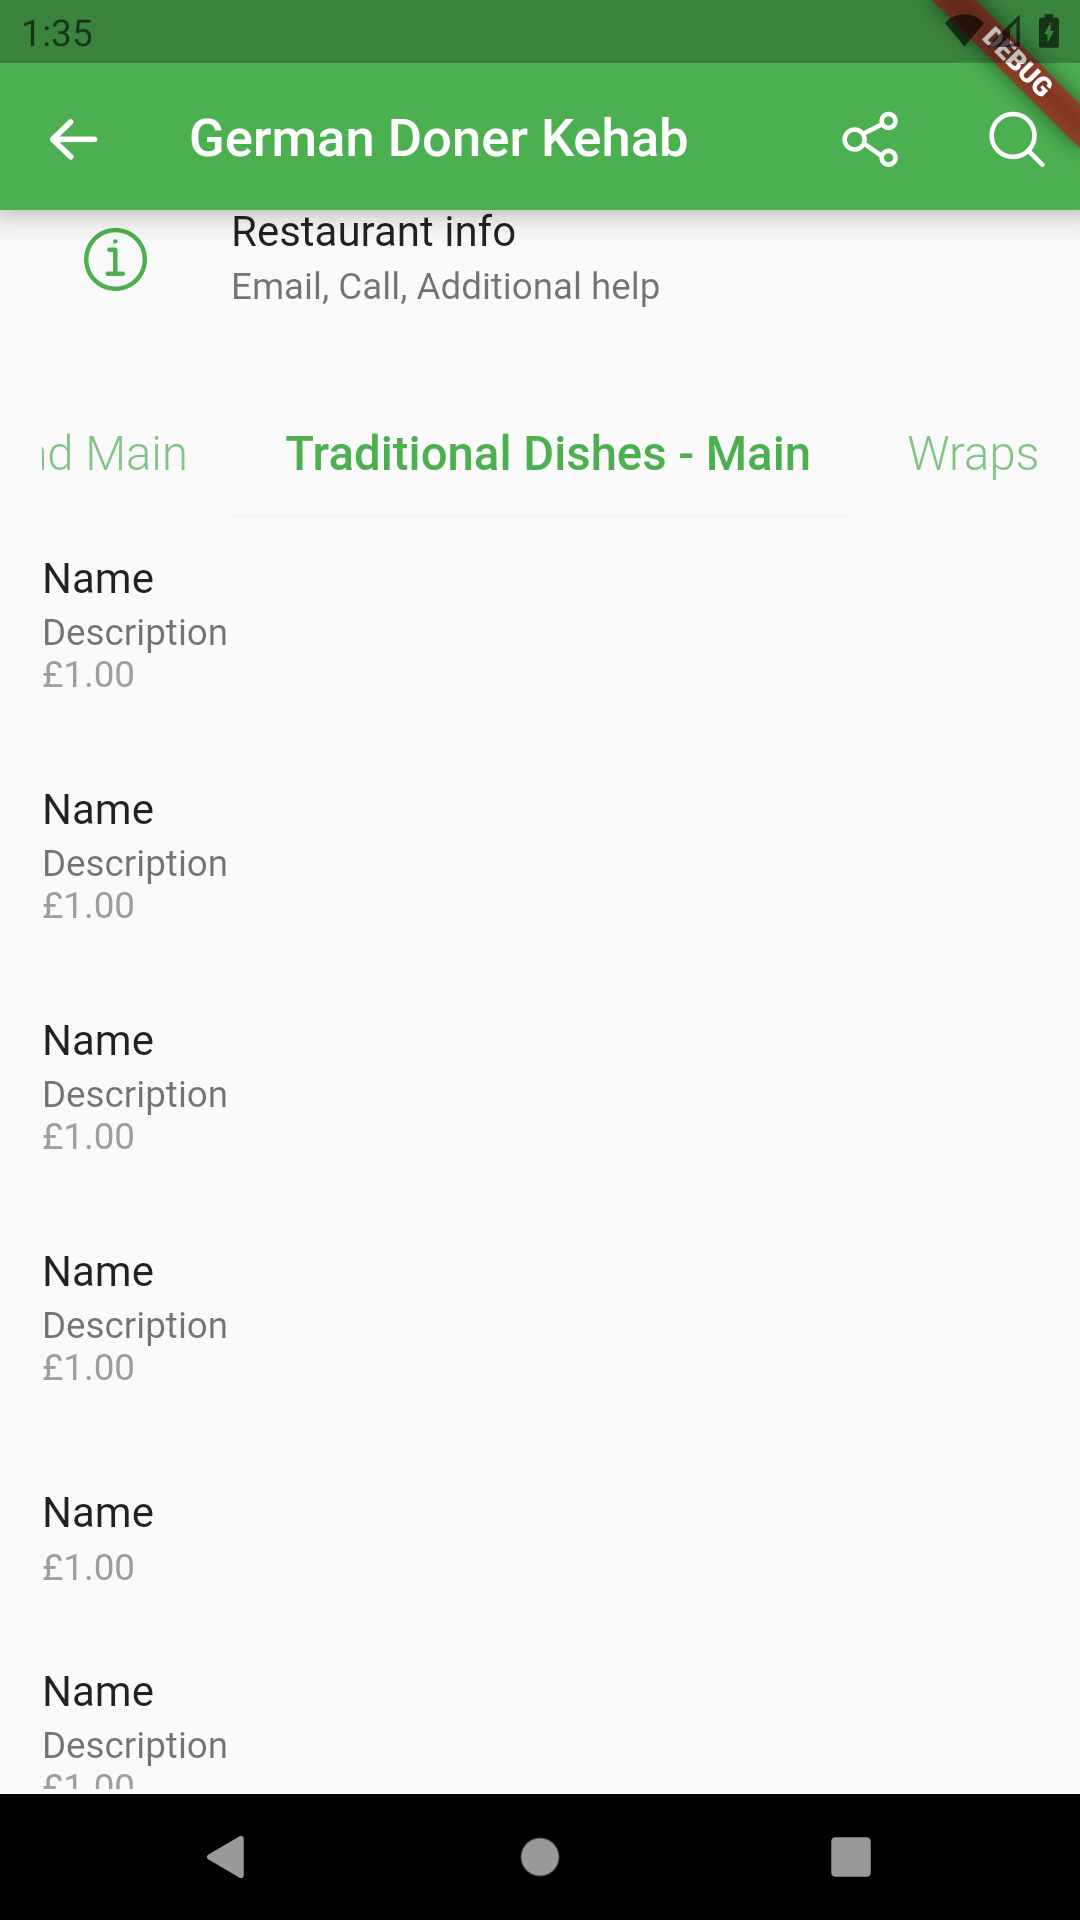 1:35
DEBUG
German Doner Kehab
Restaurant info
Email, Call, Additional help
d Main
Traditional Dishes - Main
Wraps
Name
Description
£1.00
Name
Description
£1.00
Name
Description
£1.00
Name
Description
£1.00
Name
£1.00
Name
Description
£1.00